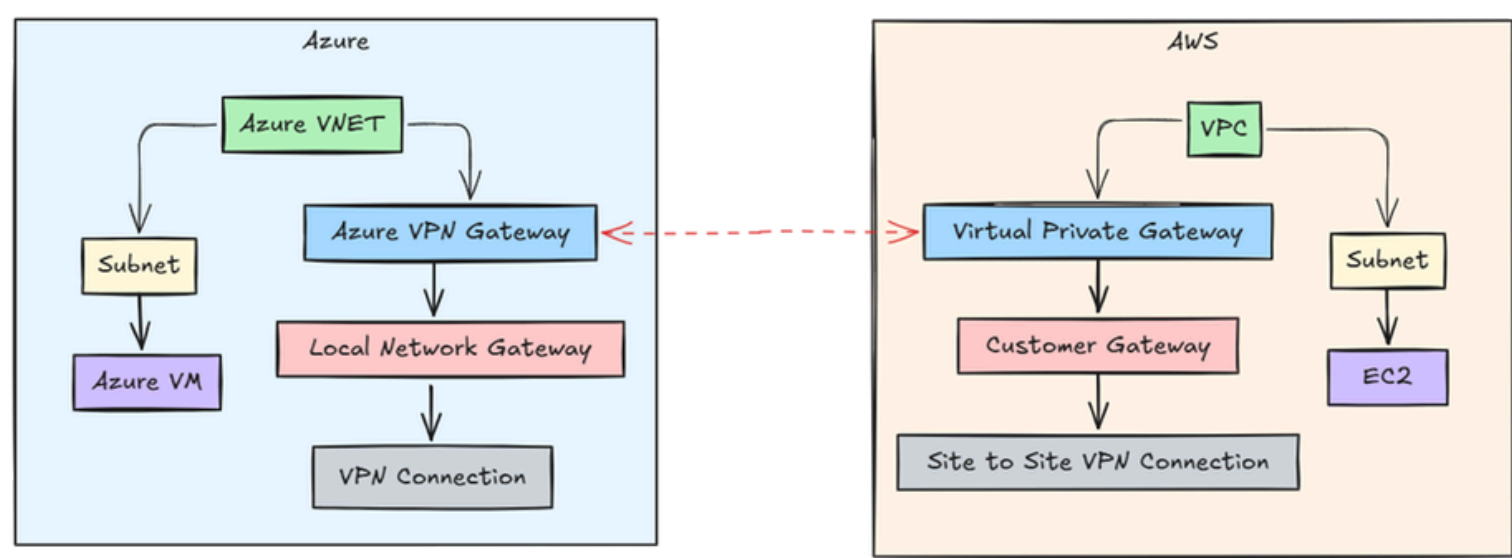 Azure
Azure VNET
Azure VPN Gateway
Subnet
Local Network Gateway
Azure VM
VPN Connection
AWS
VPC
Virtual Private Gateway
Subnet
Customer Gateway
EC2
Site to Site VPN Connection